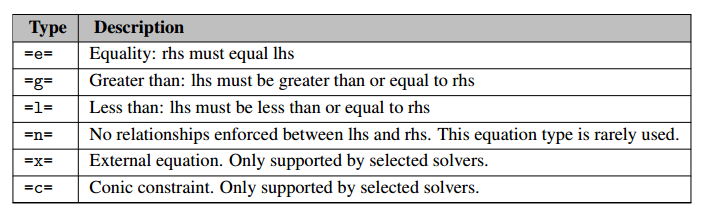 Type Description
=e= Equality: rhs must equal lhs
=g= Greater than: lhs must be greater than or equal to rhs
=l= Less than: lhs must be less than or equal to rhs
=n= No relationships enforced between lhs and rhs. This equation type is rarely used.
=x= External equation. Only supported by selected solvers.
=c= Conic constraint. Only supported by selected solvers.